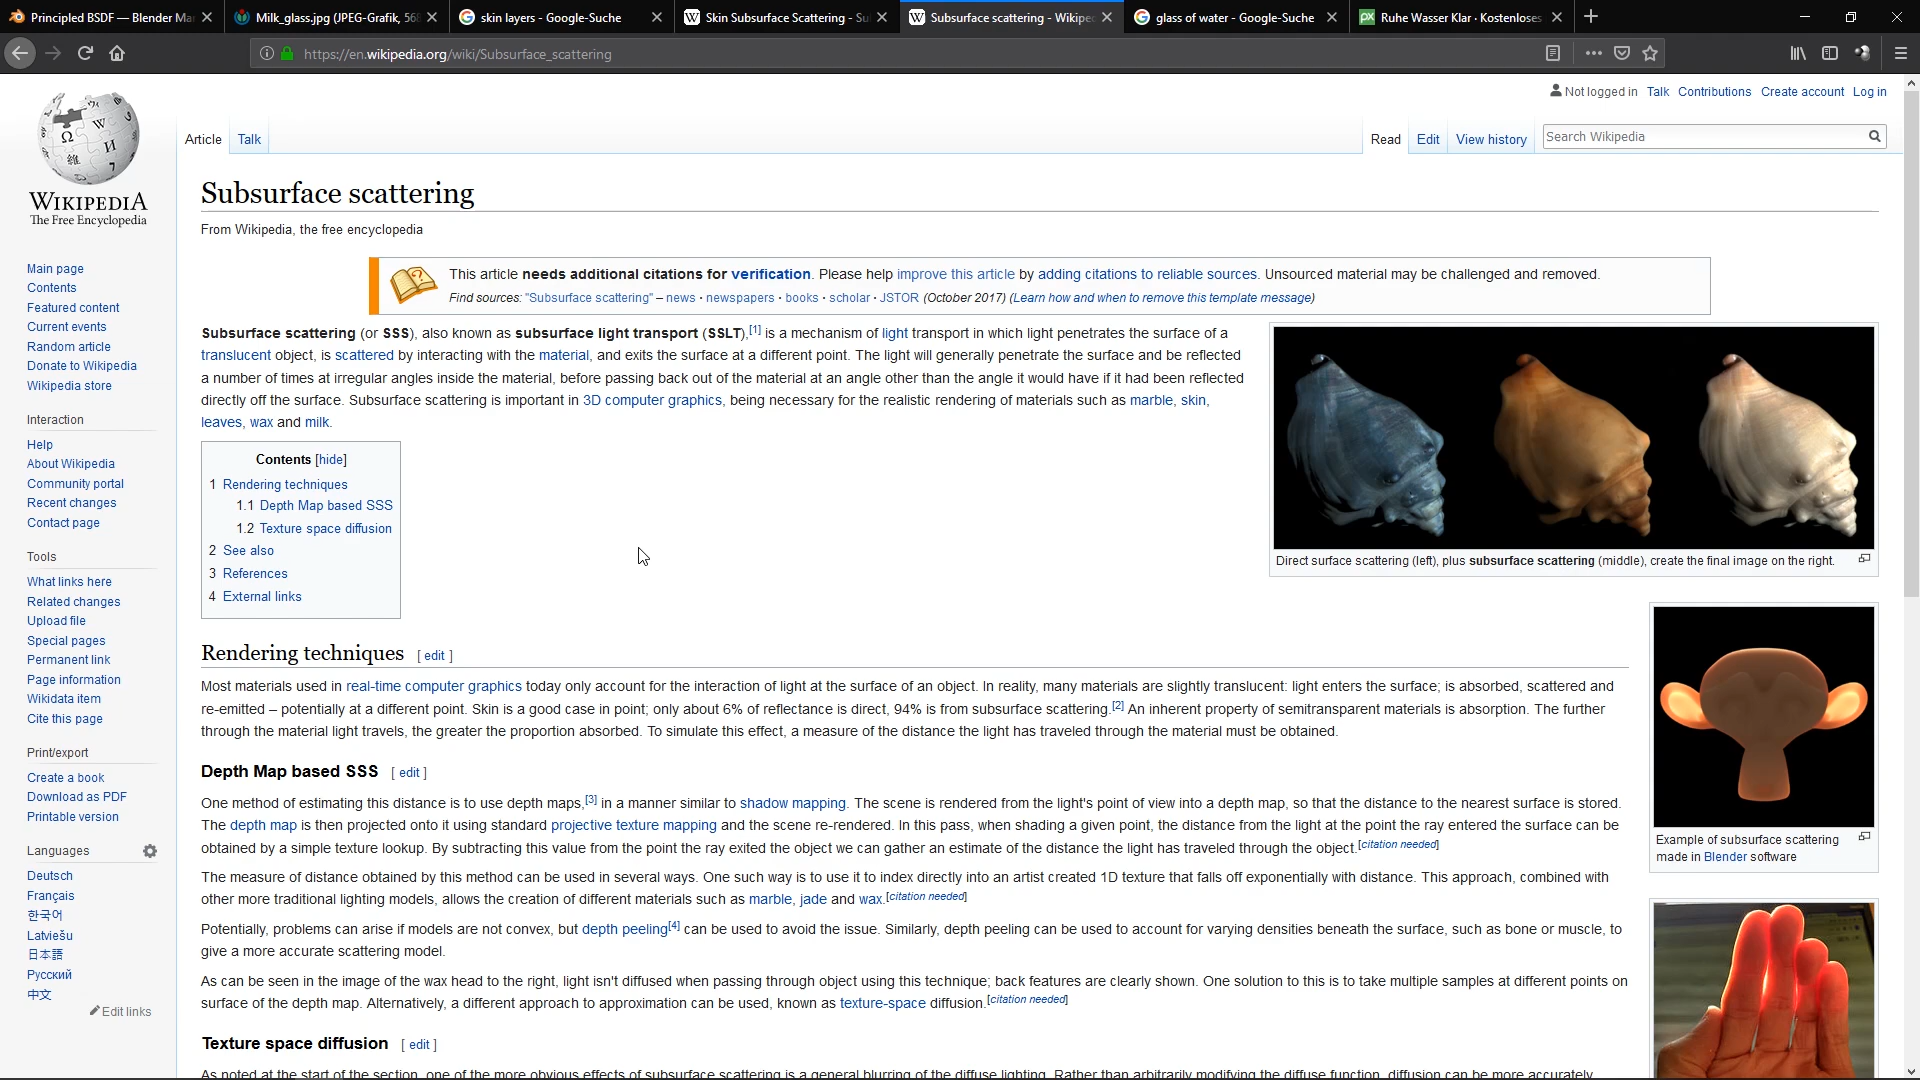 Principled BSDF — Blender Ma
Milk_glass.jpg (JPEG-Grafik, 56
skin layers - Google-Suche
Skin Subsurface Scattering - Su
Subsurface scattering - Wikipe
glass of water - Google-Suche
Ruhe Wasser Klar · Kostenloses
https://en.wikipedia.org/wiki/Subsurface_scattering
Not logged in Talk Contributions Create account Log in
Article Talk
Read Edit View history
Search Wikipedia
WIKIPEDIA
The Free Encyclopedia
Main page
Contents
Featured content
Current events
Random article
Donate to Wikipedia
Wikipedia store
Interaction
Help
About Wikipedia
Community portal
Recent changes
Contact page
Tools
What links here
Related changes
Upload file
Special pages
Permanent link
Page information
Wikidata item
Cite this page
Print/export
Create a book
Download as PDF
Printable version
Languages
Deutsch
Français
한국어
Latviešu
日本語
Русский
中文
Edit links
Subsurface scattering
From Wikipedia, the free encyclopedia
This article needs additional citations for verification. Please help improve this article by adding citations to reliable sources. Unsourced material may be challenged and removed.
Find sources: "Subsurface scattering" – news · newspapers · books · scholar · JSTOR (October 2017) (Learn how and when to remove this template message)
Subsurface scattering (or SSS), also known as subsurface light transport (SSLT),[1] is a mechanism of light transport in which light penetrates the surface of a
translucent object, is scattered by interacting with the material, and exits the surface at a different point. The light will generally penetrate the surface and be reflected
a number of times at irregular angles inside the material, before passing back out of the material at an angle other than the angle it would have if it had been reflected
directly off the surface. Subsurface scattering is important in 3D computer graphics, being necessary for the realistic rendering of materials such as marble, skin,
leaves, wax and milk.
Direct surface scattering (left), plus subsurface scattering (middle), create the final image on the right.
Contents [hide]
1 Rendering techniques
1.1 Depth Map based SSS
1.2 Texture space diffusion
2 See also
3 References
4 External links
Rendering techniques [ edit ]
Most materials used in real-time computer graphics today only account for the interaction of light at the surface of an object. In reality, many materials are slightly translucent: light enters the surface; is absorbed, scattered and
re-emitted – potentially at a different point. Skin is a good case in point; only about 6% of reflectance is direct, 94% is from subsurface scattering.[2] An inherent property of semitransparent materials is absorption. The further
through the material light travels, the greater the proportion absorbed. To simulate this effect, a measure of the distance the light has traveled through the material must be obtained.
Example of subsurface scattering
made in Blender software
Depth Map based SSS [ edit ]
One method of estimating this distance is to use depth maps,[3] in a manner similar to shadow mapping. The scene is rendered from the light's point of view into a depth map, so that the distance to the nearest surface is stored.
The depth map is then projected onto it using standard projective texture mapping and the scene re-rendered. In this pass, when shading a given point, the distance from the light at the point the ray entered the surface can be
obtained by a simple texture lookup. By subtracting this value from the point the ray exited the object we can gather an estimate of the distance the light has traveled through the object.[citation needed]
The measure of distance obtained by this method can be used in several ways. One such way is to use it to index directly into an artist created 1D texture that falls off exponentially with distance. This approach, combined with
other more traditional lighting models, allows the creation of different materials such as marble, jade and wax.[citation needed]
Potentially, problems can arise if models are not convex, but depth peeling[4] can be used to avoid the issue. Similarly, depth peeling can be used to account for varying densities beneath the surface, such as bone or muscle, to
give a more accurate scattering model.
As can be seen in the image of the wax head to the right, light isn't diffused when passing through object using this technique; back features are clearly shown. One solution to this is to take multiple samples at different points on
surface of the depth map. Alternatively, a different approach to approximation can be used, known as texture-space diffusion.[citation needed]
Texture space diffusion [ edit ]
As noted at the start of the section, one of the more obvious effects of subsurface scattering is a general blurring of the diffuse lighting. Rather than arbitrarily modifying the diffuse function, diffusion can be more accurately